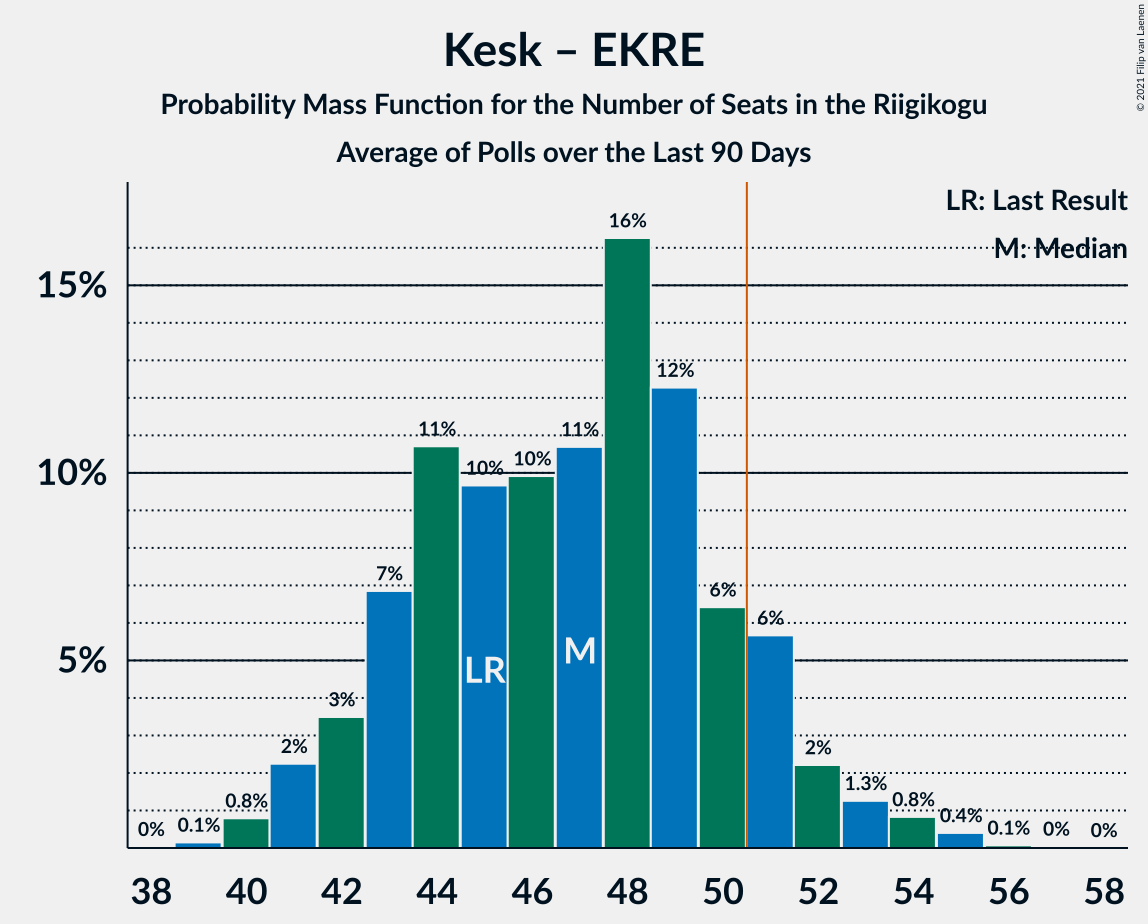 Kesk – EKRE
Probability Mass Function for the Number of Seats in the Riigikogu
Average of Polls over the Last 90 Days
© 2021 Filip van Laenen
LR: Last Result
M: Median
15%
10%
5%
0%
0.1%
0.8%
2%
3%
7%
11%
10%
10%
11%
16%
12%
6%
6%
2%
1.3%
0.8%
0.4%
0.1%
0%
0%
LR
M
38 40 42 44 46 48 50 52 54 56 58